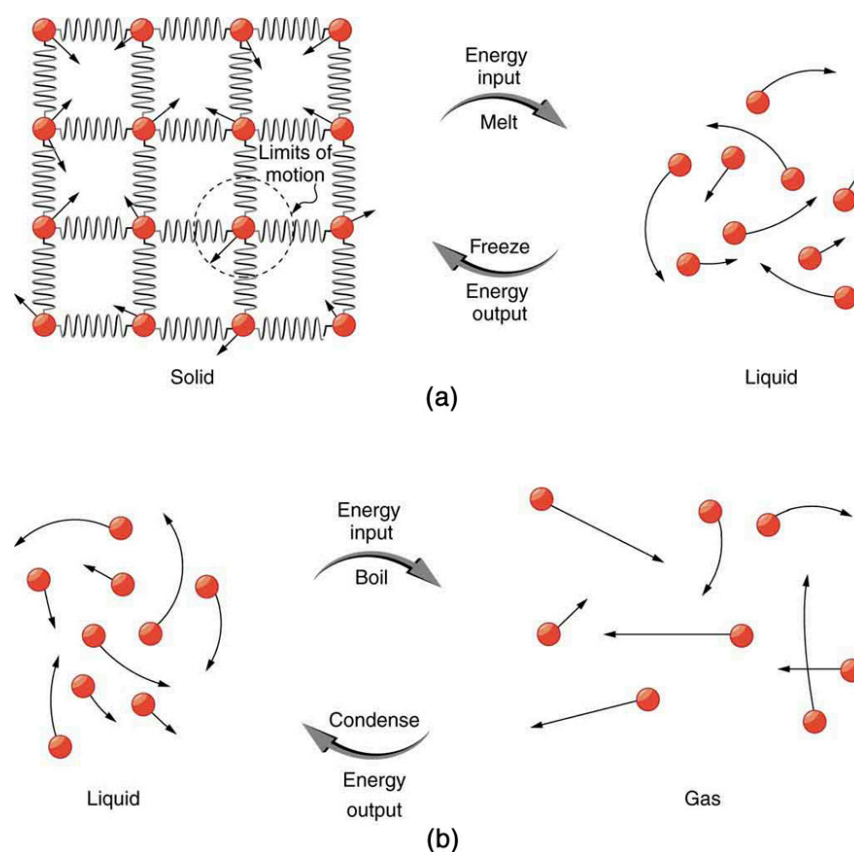 Energy
input
Melt
Limits of
motion
Freeze
Energy
output
Solid
Liquid
(a)
Energy
input
Boil
Condense
Energy
output
Liquid
Gas
(b)